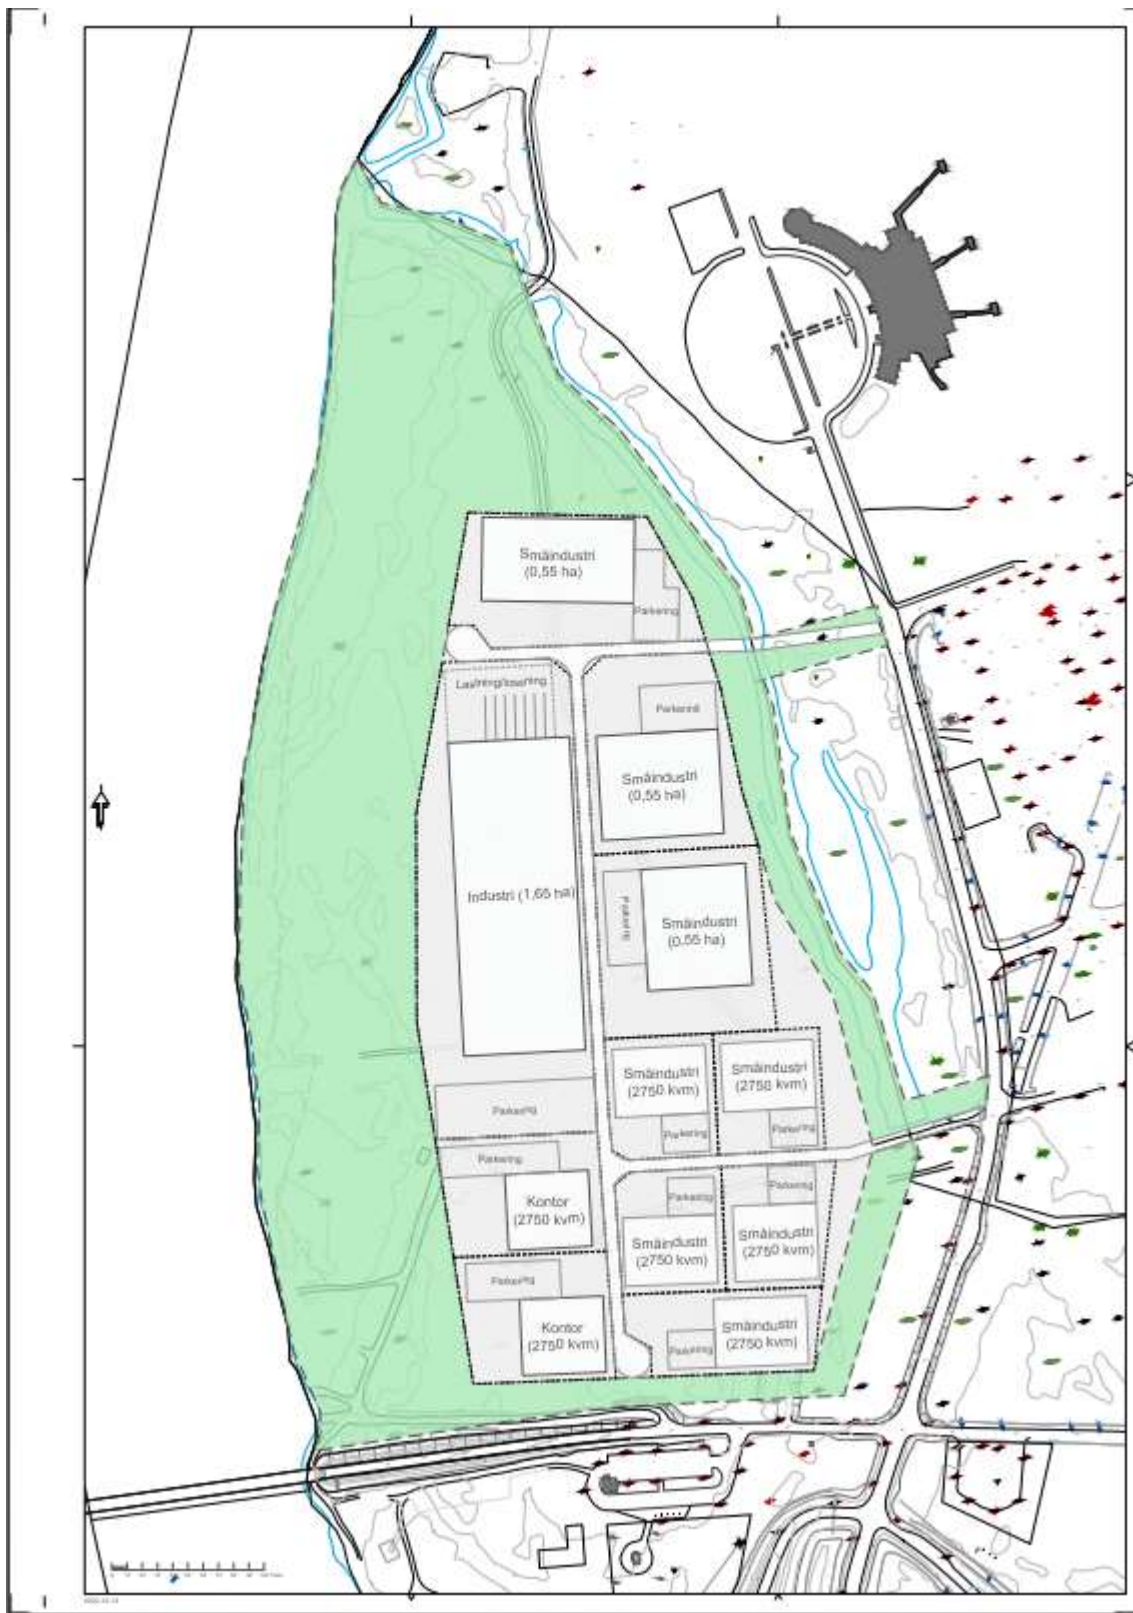 Småindustri
(0,55 ha)
Parkering
Lastning/lossning
Parkering
Småindustri
(0,55 ha)
Industri (1,65 ha)
Parkering
Småindustri
(0,55 ha)
Småindustri
(2750 kvm)
Småindustri
(2750 kvm)
Parkering
Parkering
Parkering
Parkering
Parkering
Parkering
Kontor
(2750 kvm)
Småindustri
(2750 kvm)
Småindustri
(2750 kvm)
Parkering
Kontor
(2750 kvm)
Småindustri
(2750 kvm)
Parkering